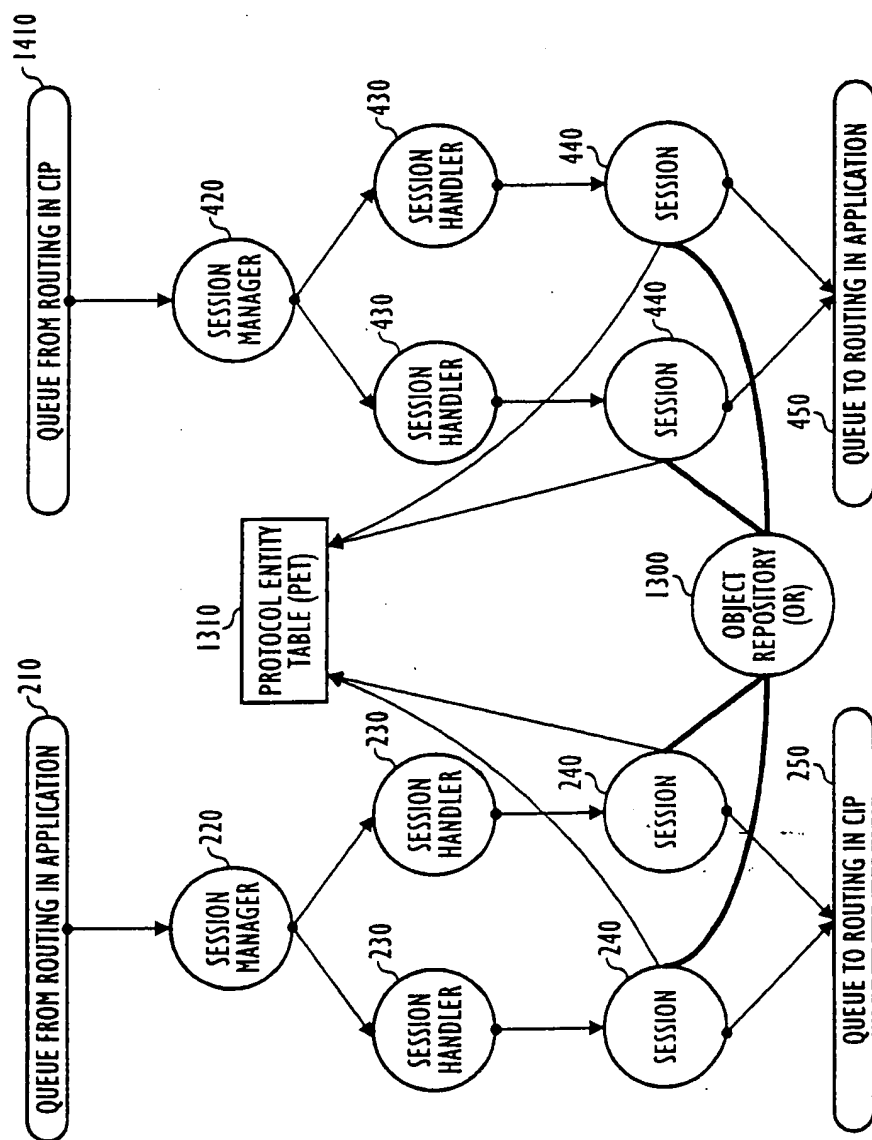 210
QUEUE FROM ROUTING IN APPLICATION
1410
QUEUE FROM ROUTING IN CIP
220
SESSION
MANAGER
420
SESSION
MANAGER
1310
PROTOCOL ENTITY
TABLE (PET)
230
SESSION
HANDLER
230
SESSION
HANDLER
430
SESSION
HANDLER
430
SESSION
HANDLER
240
SESSION
240
SESSION
440
SESSION
440
SESSION
1300
OBJECT
REPOSITORY
(OR)
250
QUEUE TO ROUTING IN CIP
450
QUEUE TO ROUTING IN APPLICATION